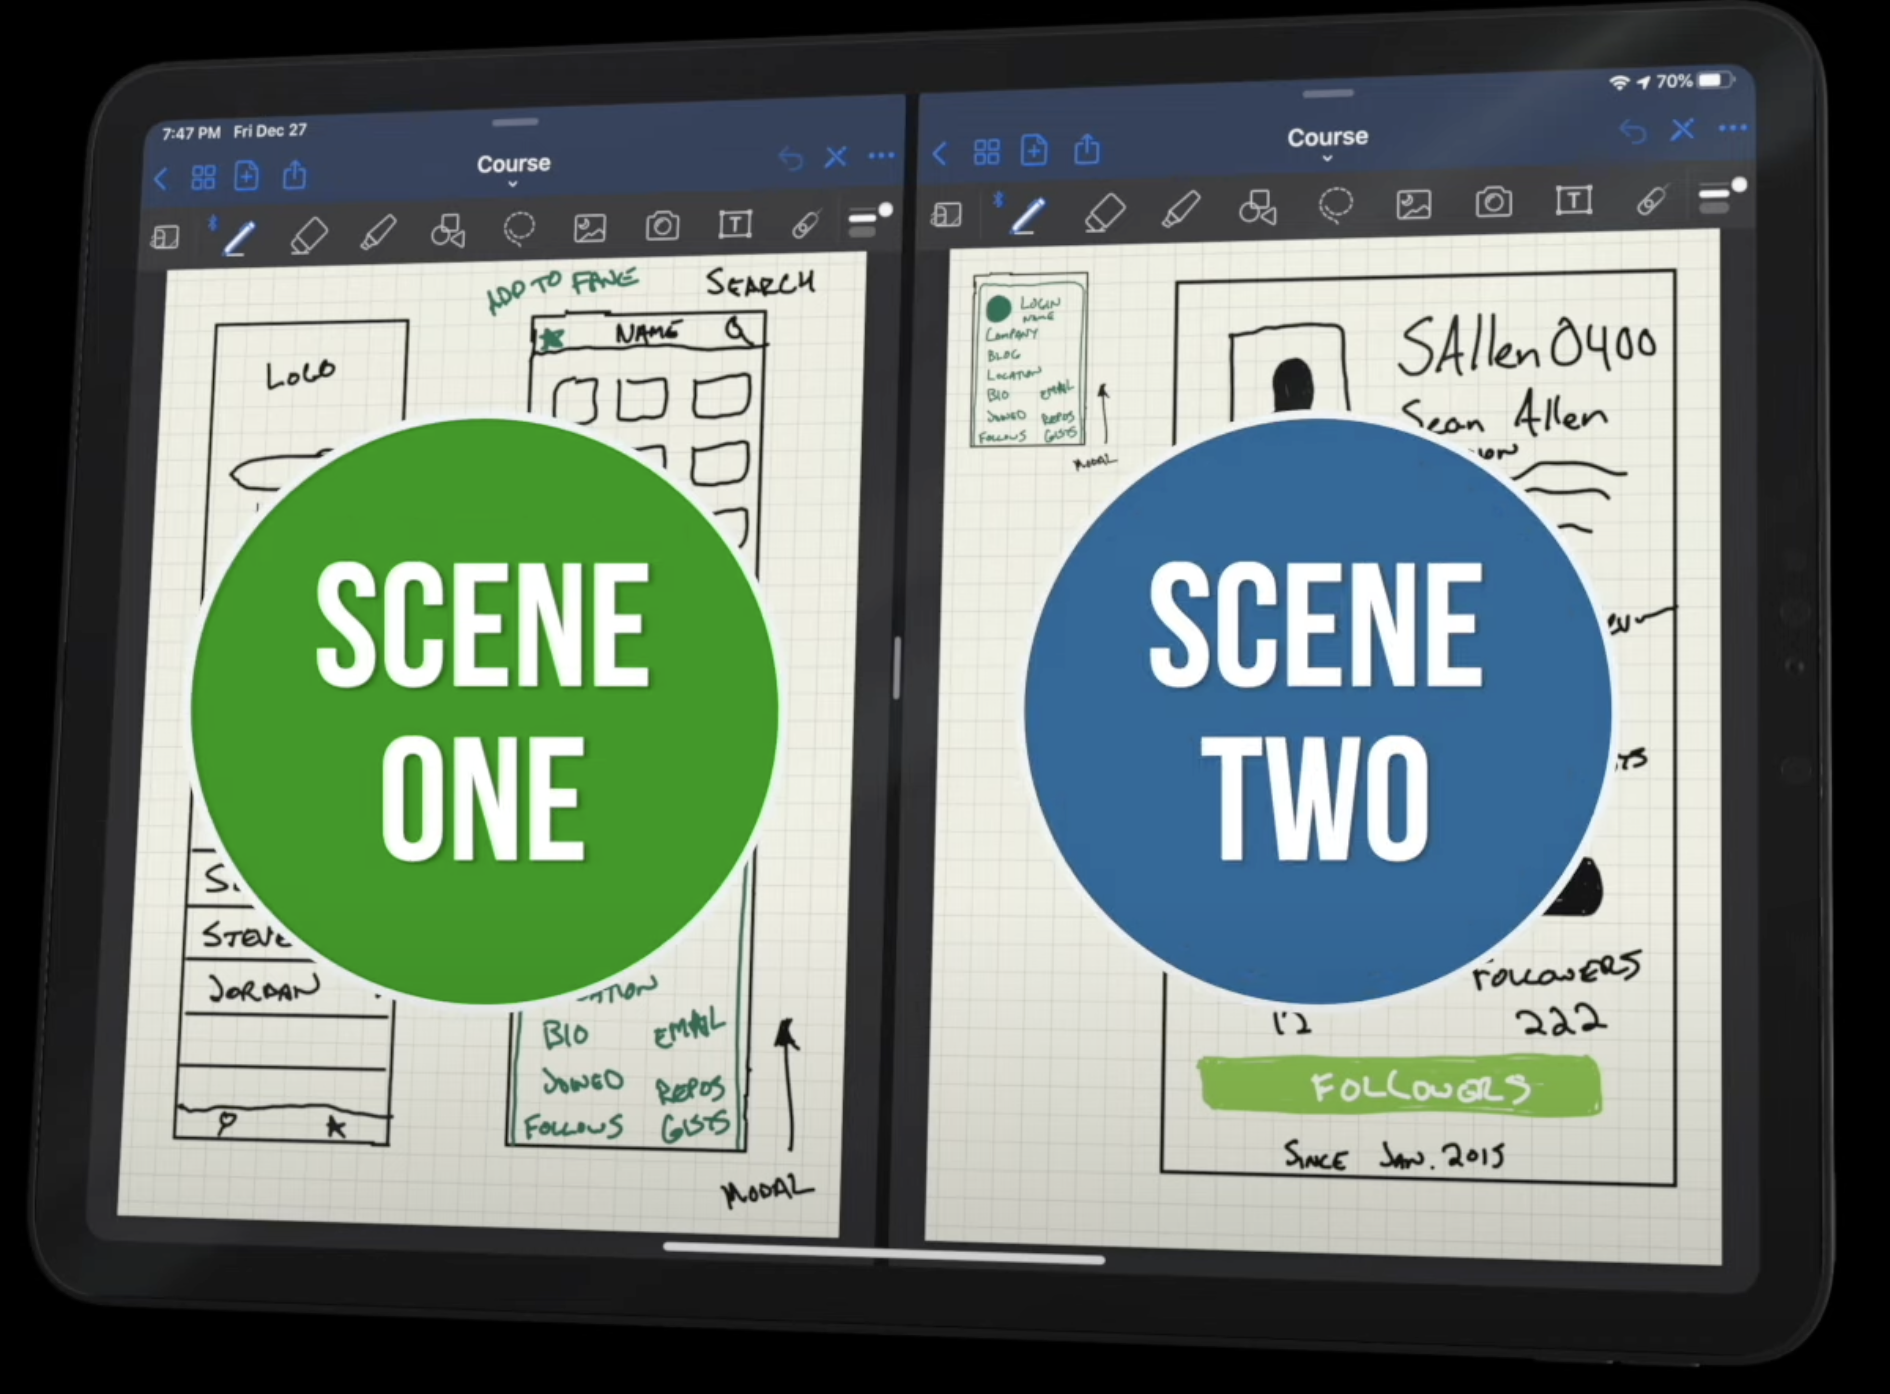 7:47 PM Fri Dec 27
70%
Course
Course
ADD TO FAVE
SEARCH
LOGO
NAME
SCENE
ONE
STEVE
JORDAN
BIO
EMAIL
JOINED
REPOS
FOLLOWS
GISTS
MODAL
LOGIN
NAME
COMPANY
BLOG
LOCATION
BIO
EMAIL
JOINED
REPOS
FOLLOWS
GISTS
MODAL
SAllen0400
Sean Allen
SCENE
TWO
FOLLOWERS
12
222
FOLLOWERS
SINCE JAN. 2015